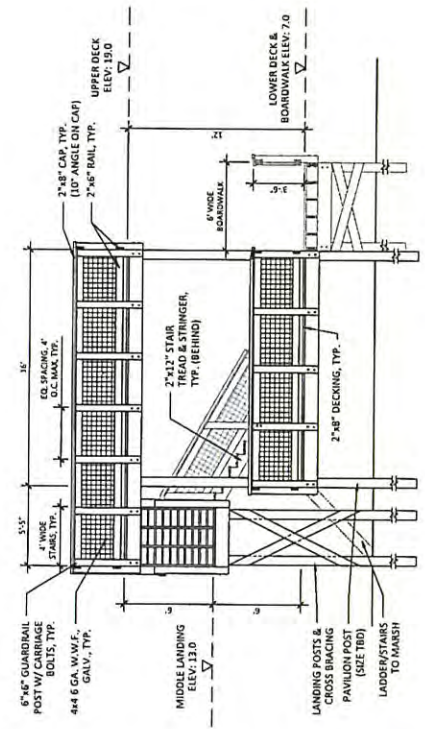 UPPER DECK
ELEV: 19.0
LOWER DECK &
BOARDWALK ELEV: 7.0
12'
2"x8" CAP, TYP.
(10° ANGLE ON CAP)
2"x6" RAIL, TYP.
6' WIDE
BOARDWALK
3'-6"
16'
EQ. SPACING, 4'
O.C. MAX, TYP.
2"x12" STAIR
TREAD & STRINGER,
TYP. (BEHIND)
2"x8" DECKING, TYP.
5'-5"
4' WIDE
STAIRS, TYP.
6"x6" GUARDRAIL
POST W/ CARRIAGE
BOLTS, TYP.
4x4 6 GA. W.W.F.,
GALV., TYP.
6'
6'
MIDDLE LANDING
ELEV: 13.0
LANDING POSTS &
CROSS BRACING
PAVILION POST
(SIZE TBD)
LADDER/STAIRS
TO MARSH